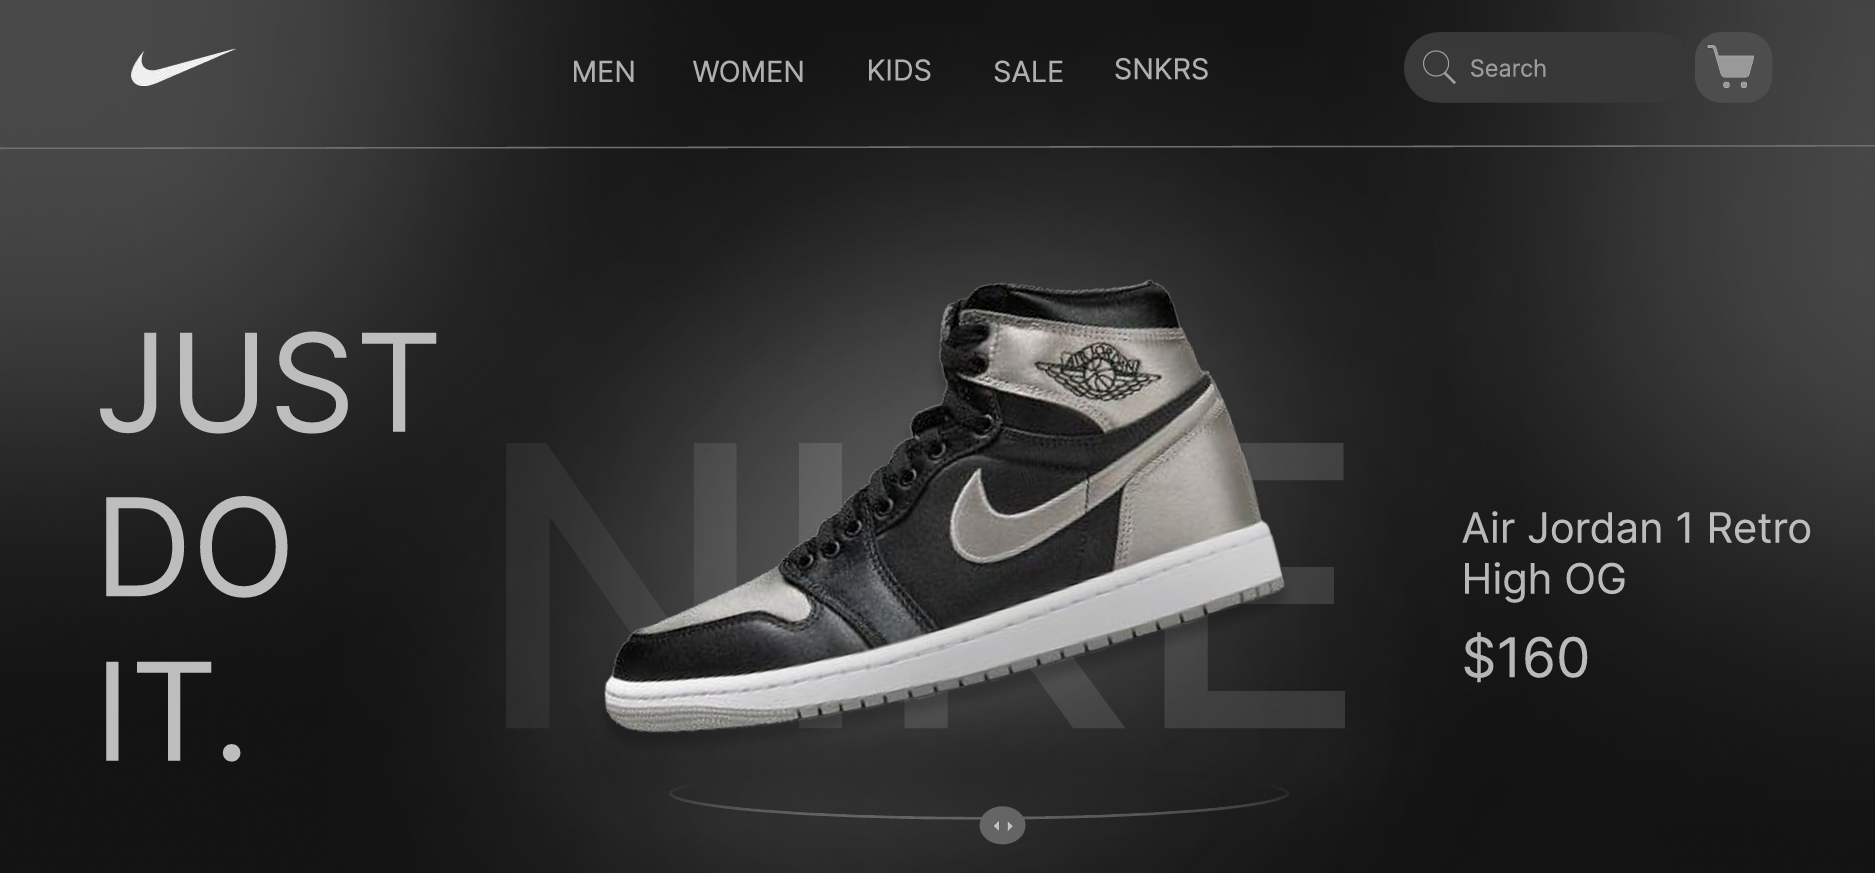 MEN WOMEN KIDS SALE SNKRS
Search
JUST
DO
IT.
NIKE
AIR JORDAN
Air Jordan 1 Retro
High OG
$160